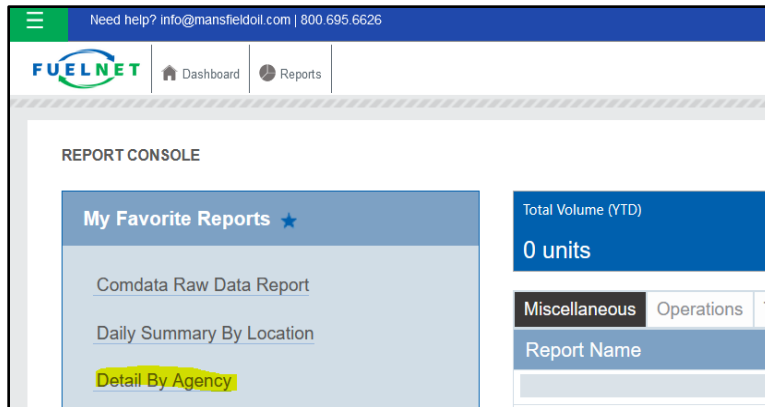 Need help? info@mansfieldoil.com | 800.695.6626
FUELNET
Dashboard
Reports
REPORT CONSOLE
My Favorite Reports
Comdata Raw Data Report
Daily Summary By Location
Detail By Agency
Total Volume (YTD)
0 units
Miscellaneous Operations
Report Name